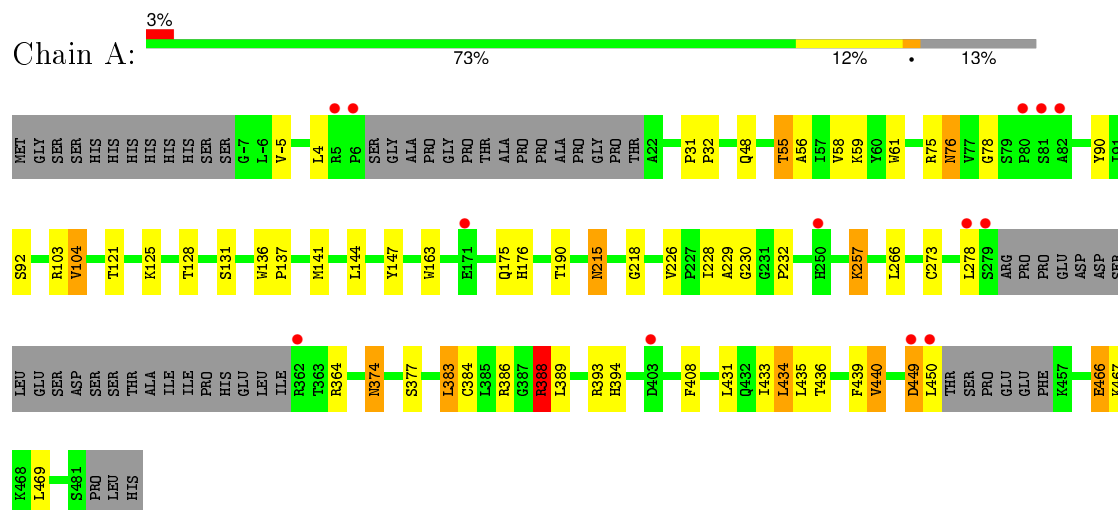 3%
Chain A:
73% 12% • 13%
MET GLY SER SER HIS HIS HIS HIS HIS HIS SER SER G-7 L-6 V-5 L4 R5 P6 SER GLY ALA PRO GLY PRO THR ALA PRO PRO ALA PRO GLY PRO THR A22 P31 P32 Q48 T55 A56 I57 V58 K59 Y60 W61 R75 N76 V77 G78 S79 P80 S81 A82 Y90 I91
S92 R103 V104 T121 K125 T128 S131 W136 P137 M141 L144 Y147 W163 E171 Q175 H176 T190 N215 G218 V226 P227 I228 A229 G230 G231 P232 H250 K257 L266 C273 L278 S279 ARG PRO PRO GLU ASP ASP SER
LEU GLU SER ASP SER SER THR ALA ILE ILE PRO HIS GLU LEU ILE R362 T363 R364 N374 S377 L383 C384 L385 R386 G387 R388 L389 R393 H394 D403 F408 L431 Q432 I433 L434 L435 T436 F439 V440 D449 L450 THR SER PRO GLU GLU PHE K457 E466 K467
K468 L469 S481 PRO LEU HIS